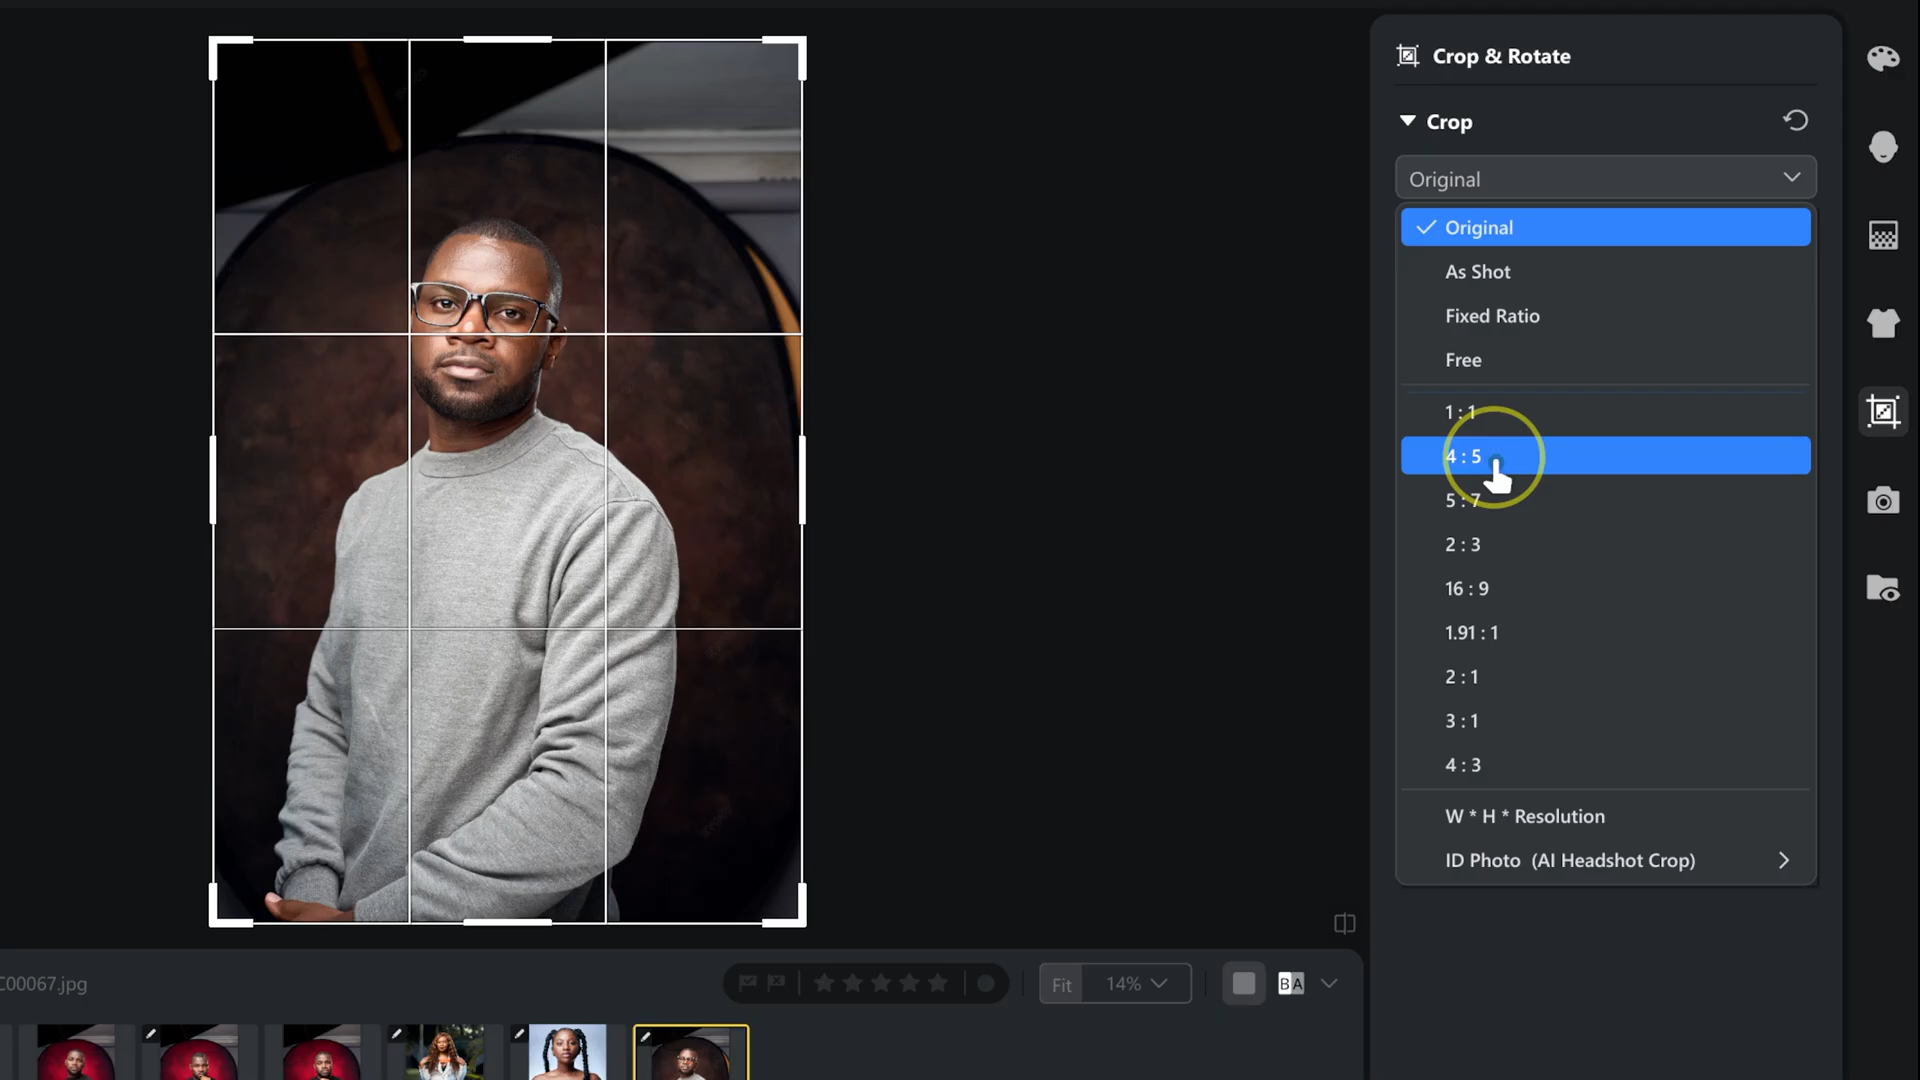 Crop & Rotate
Crop
Original
Original
As Shot
Fixed Ratio
Free
1 : 1
4 : 5
5 : 7
2 : 3
16 : 9
1.91 : 1
2 : 1
3 : 1
4 : 3
W * H * Resolution
ID Photo (AI Headshot Crop)
C00067.jpg
Fit
14%
BA